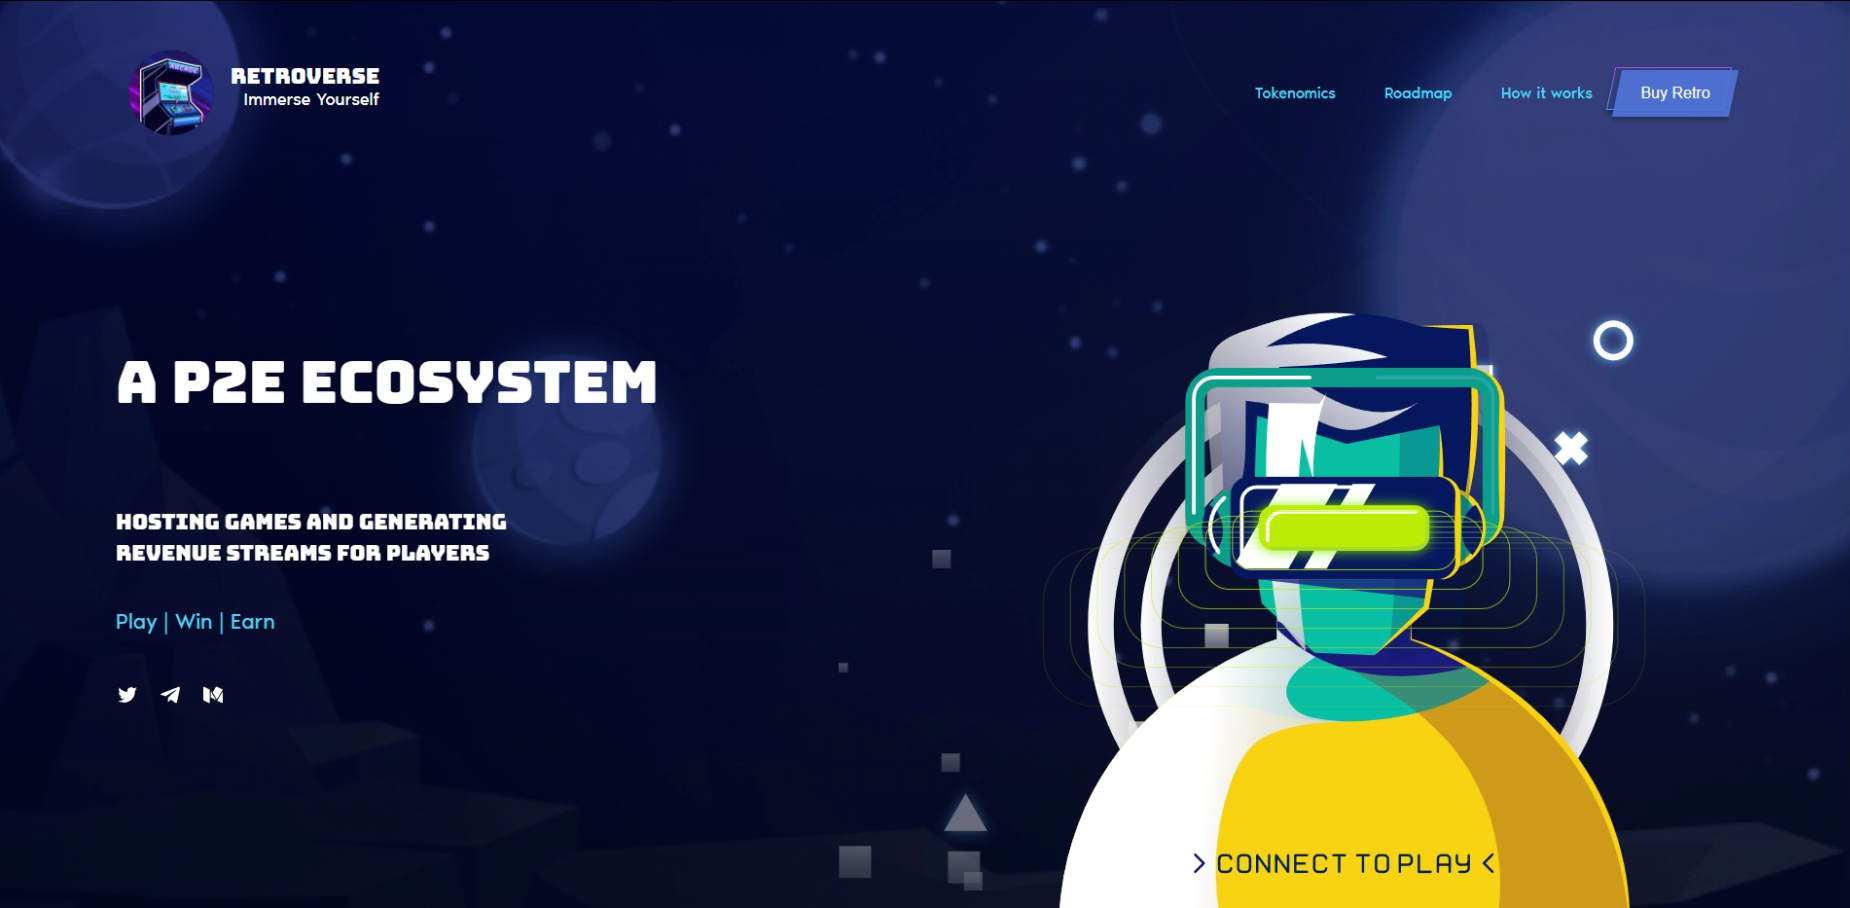 ARCADE
RETROVERSE
Immerse Yourself
Tokenomics
Roadmap
How it works
Buy Retro
A P2E ECOSYSTEM
HOSTING GAMES AND GENERATING
REVENUE STREAMS FOR PLAYERS
Play | Win | Earn
> CONNECT TO PLAY <